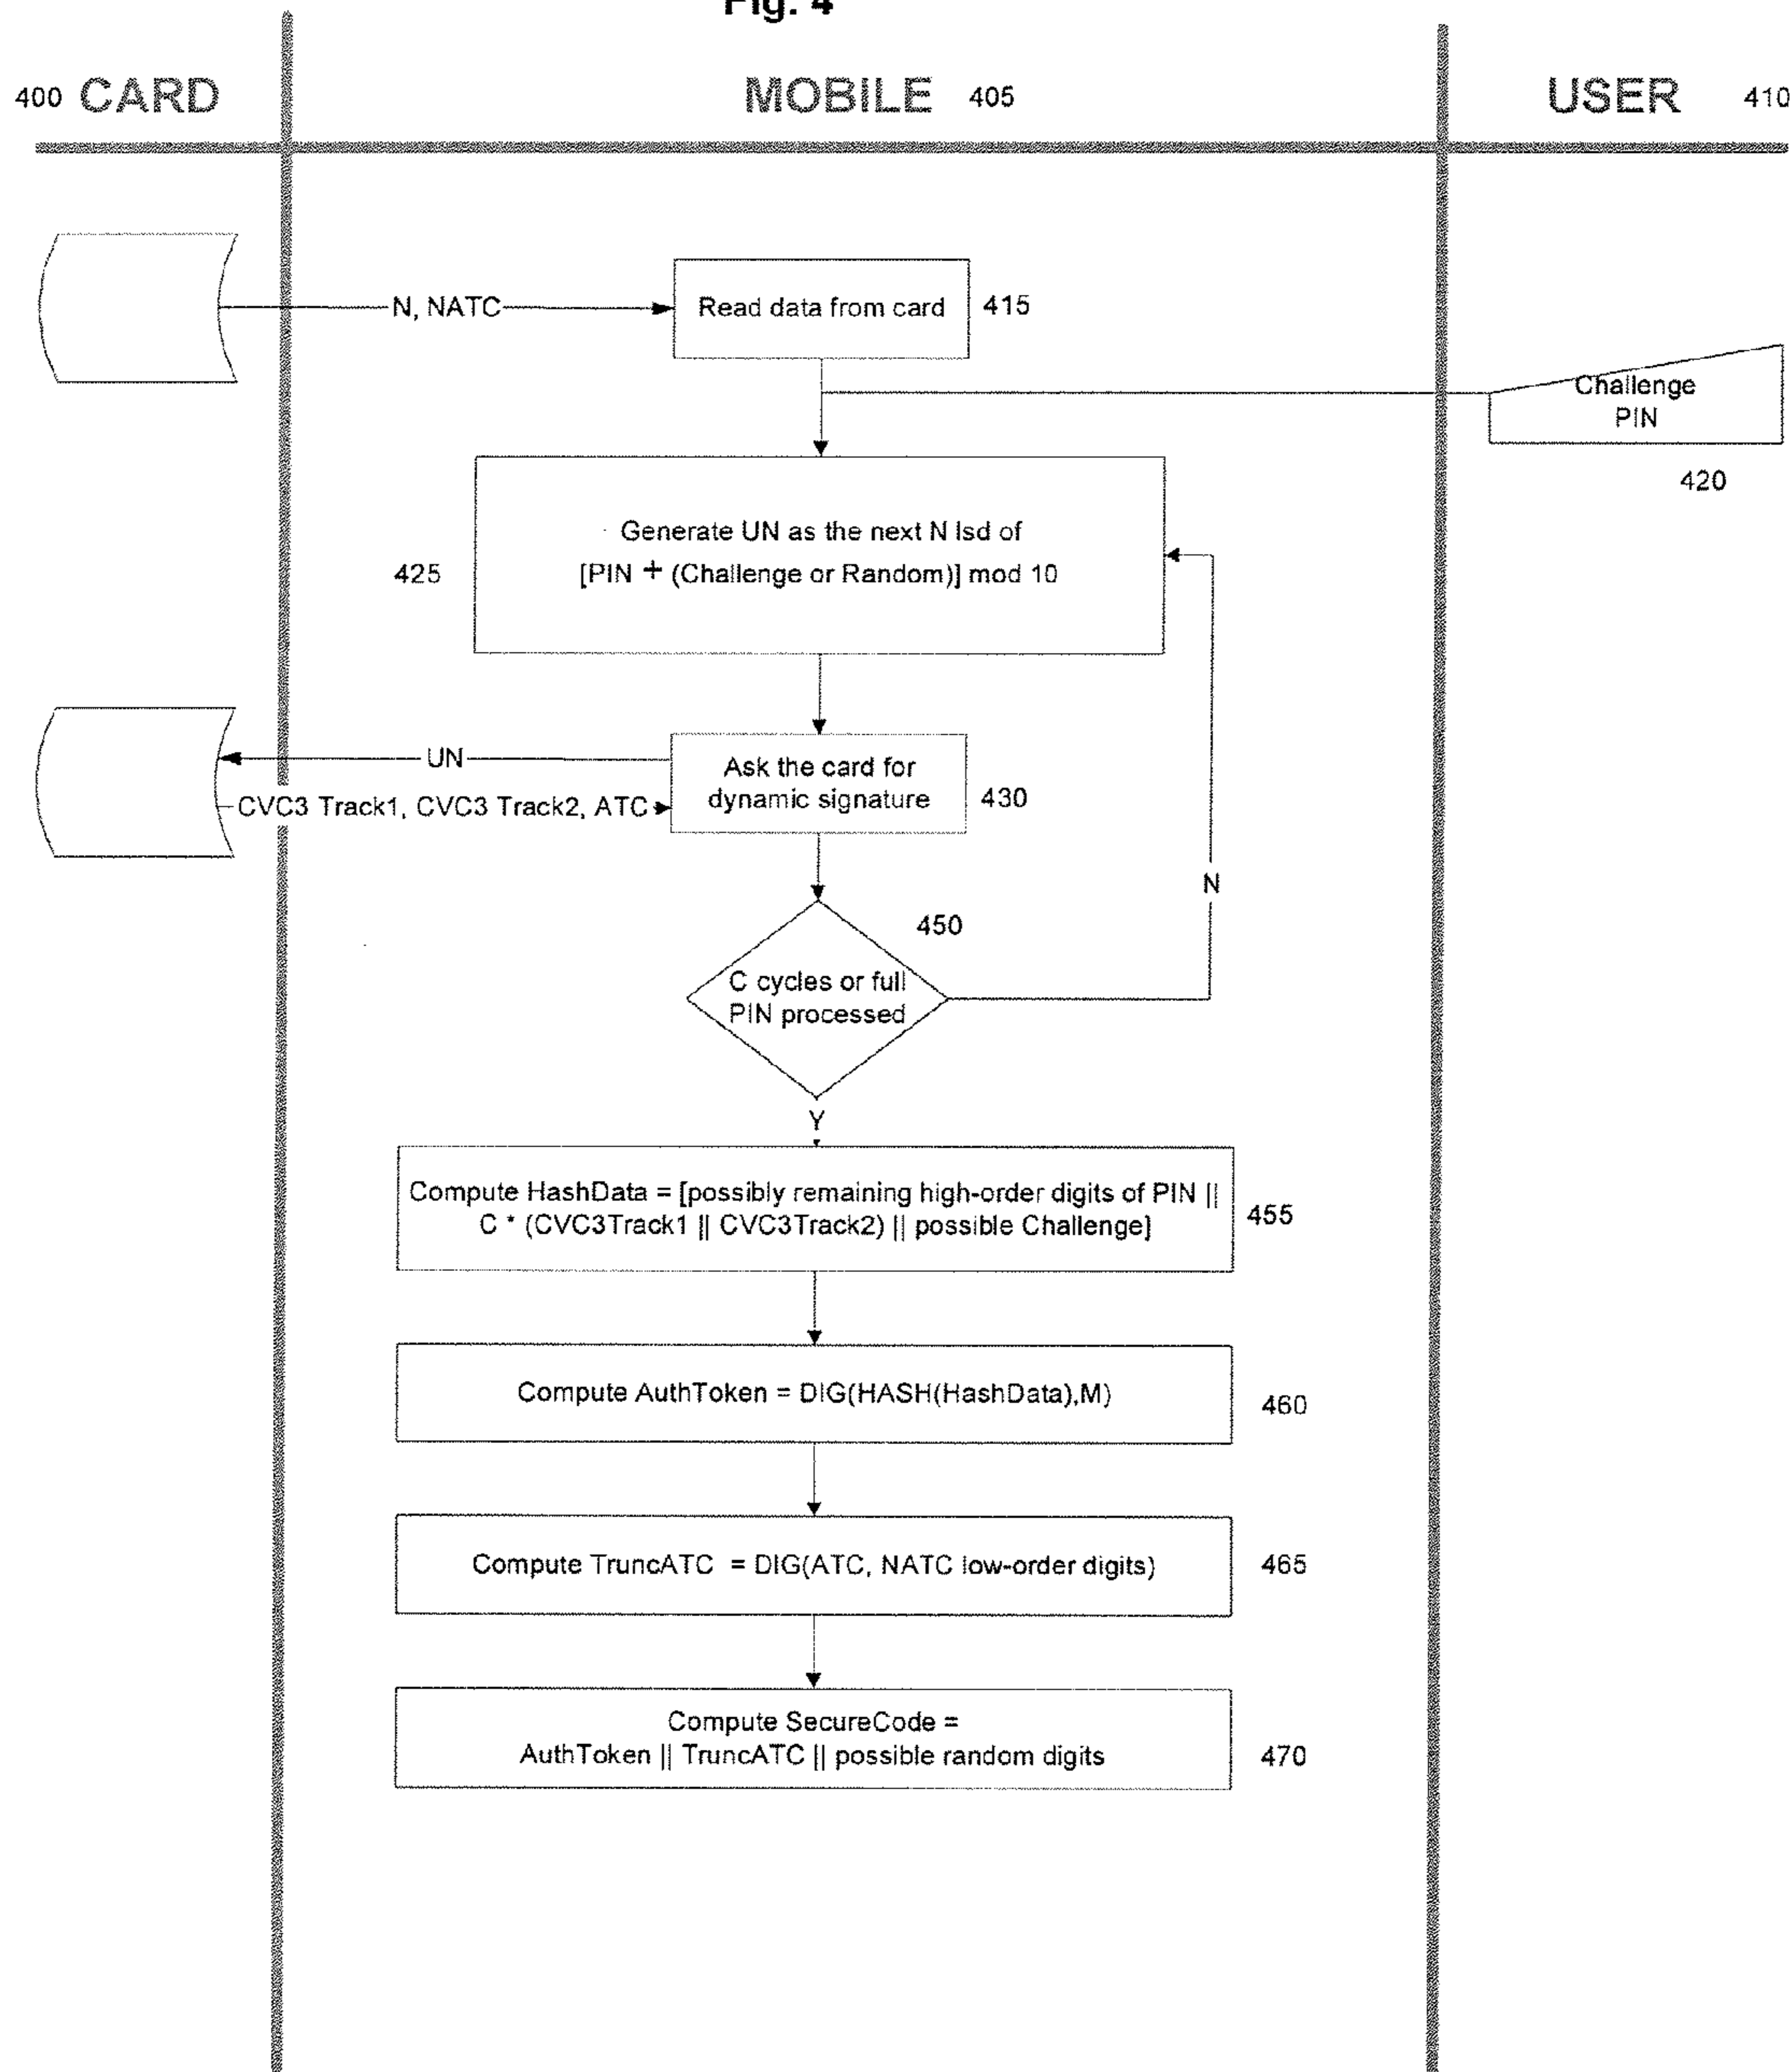 Fig. 4
400 CARD
MOBILE 405
USER 410
N, NATC
Read data from card
415
Challenge
PIN
420
Generate UN as the next N lsd of
[PIN + (Challenge or Random)] mod 10
425
UN
Ask the card for
dynamic signature
430
CVC3 Track1, CVC3 Track2, ATC
N
450
C cycles or full
PIN processed
Y
Compute HashData = [possibly remaining high-order digits of PIN ||
C * (CVC3Track1 || CVC3Track2) || possible Challenge]
455
Compute AuthToken = DIG(HASH(HashData),M)
460
Compute TruncATC = DIG(ATC, NATC low-order digits)
465
Compute SecureCode =
AuthToken || TruncATC || possible random digits
470